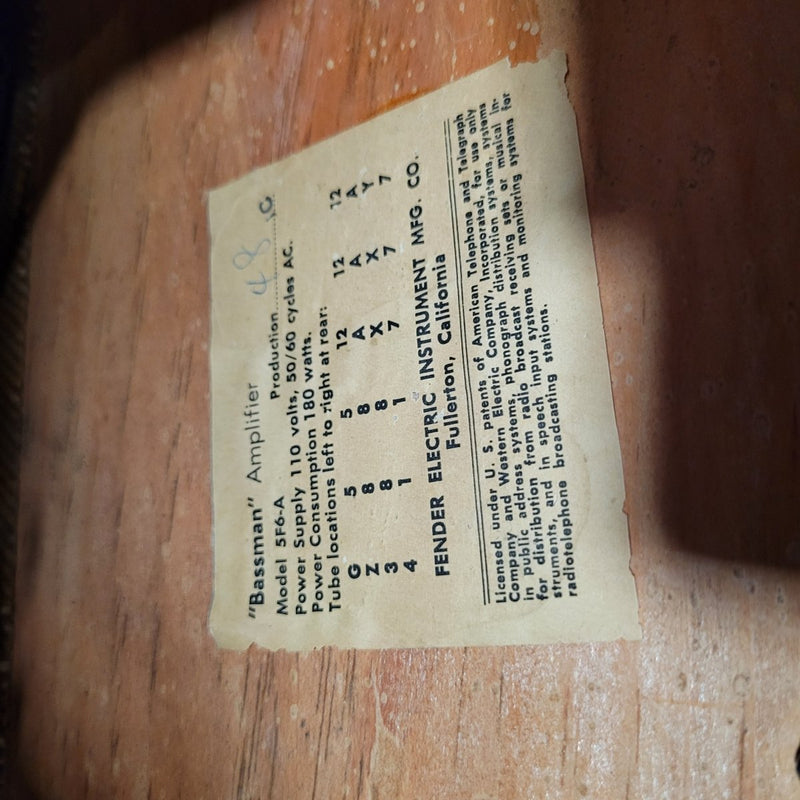 "Bassman" Amplifier
Model 5F6-A Production 48
Power Supply 110 volts, 50/60 cycles AC.
Power Consumption 180 watts.
Tube locations left to right at rear:
G 5 5 12 12 12
Z 8 8 A A A
3 8 8 X X Y
4 1 1 7 7 7
FENDER ELECTRIC INSTRUMENT MFG. CO.
Fullerton, California
Licensed under U. S. patents of American Telephone and Telegraph
Company and Western Electric Company, Incorporated, for use only
in public address systems, phonograph distribution systems, systems
for distribution from radio broadcast receiving sets or musical in-
struments, and in speech input systems and monitoring systems for
radiotelephone broadcasting stations.